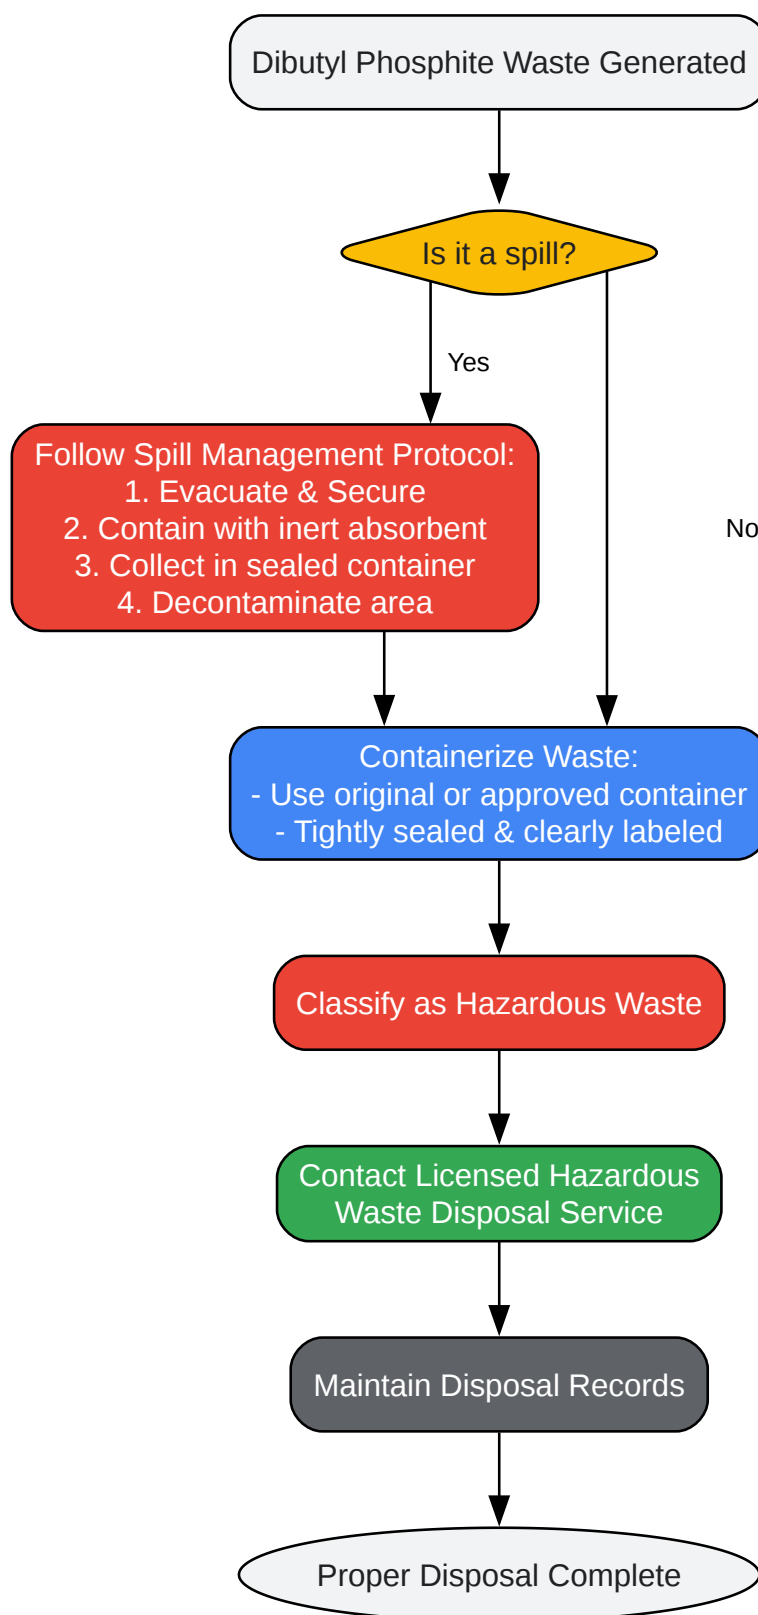 Dibutyl Phosphite Waste Generated
Is it a spill?
Yes
Follow Spill Management Protocol:
1. Evacuate & Secure
2. Contain with inert absorbent
3. Collect in sealed container
4. Decontaminate area
No
Containerize Waste:
- Use original or approved container
- Tightly sealed & clearly labeled
Classify as Hazardous Waste
Contact Licensed Hazardous
Waste Disposal Service
Maintain Disposal Records
Proper Disposal Complete